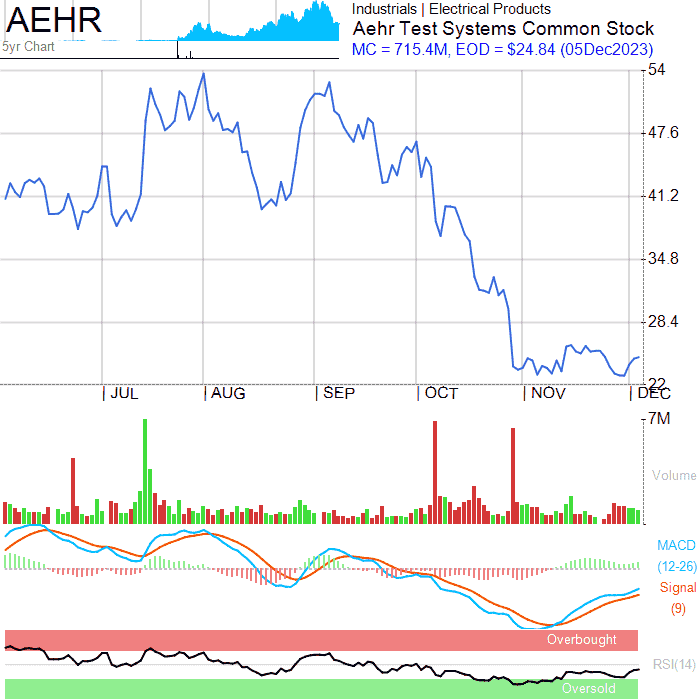 AEHR
5yr Chart
Industrials | Electrical Products
Aehr Test Systems Common Stock
MC = 715.4M, EOD = $24.84 (05Dec2023)
54
47.6
41.2
34.8
28.4
22
JUL AUG SEP OCT NOV DEC
7M
Volume
MACD
(12-26)
Signal
(9)
Overbought
RSI(14)
Oversold